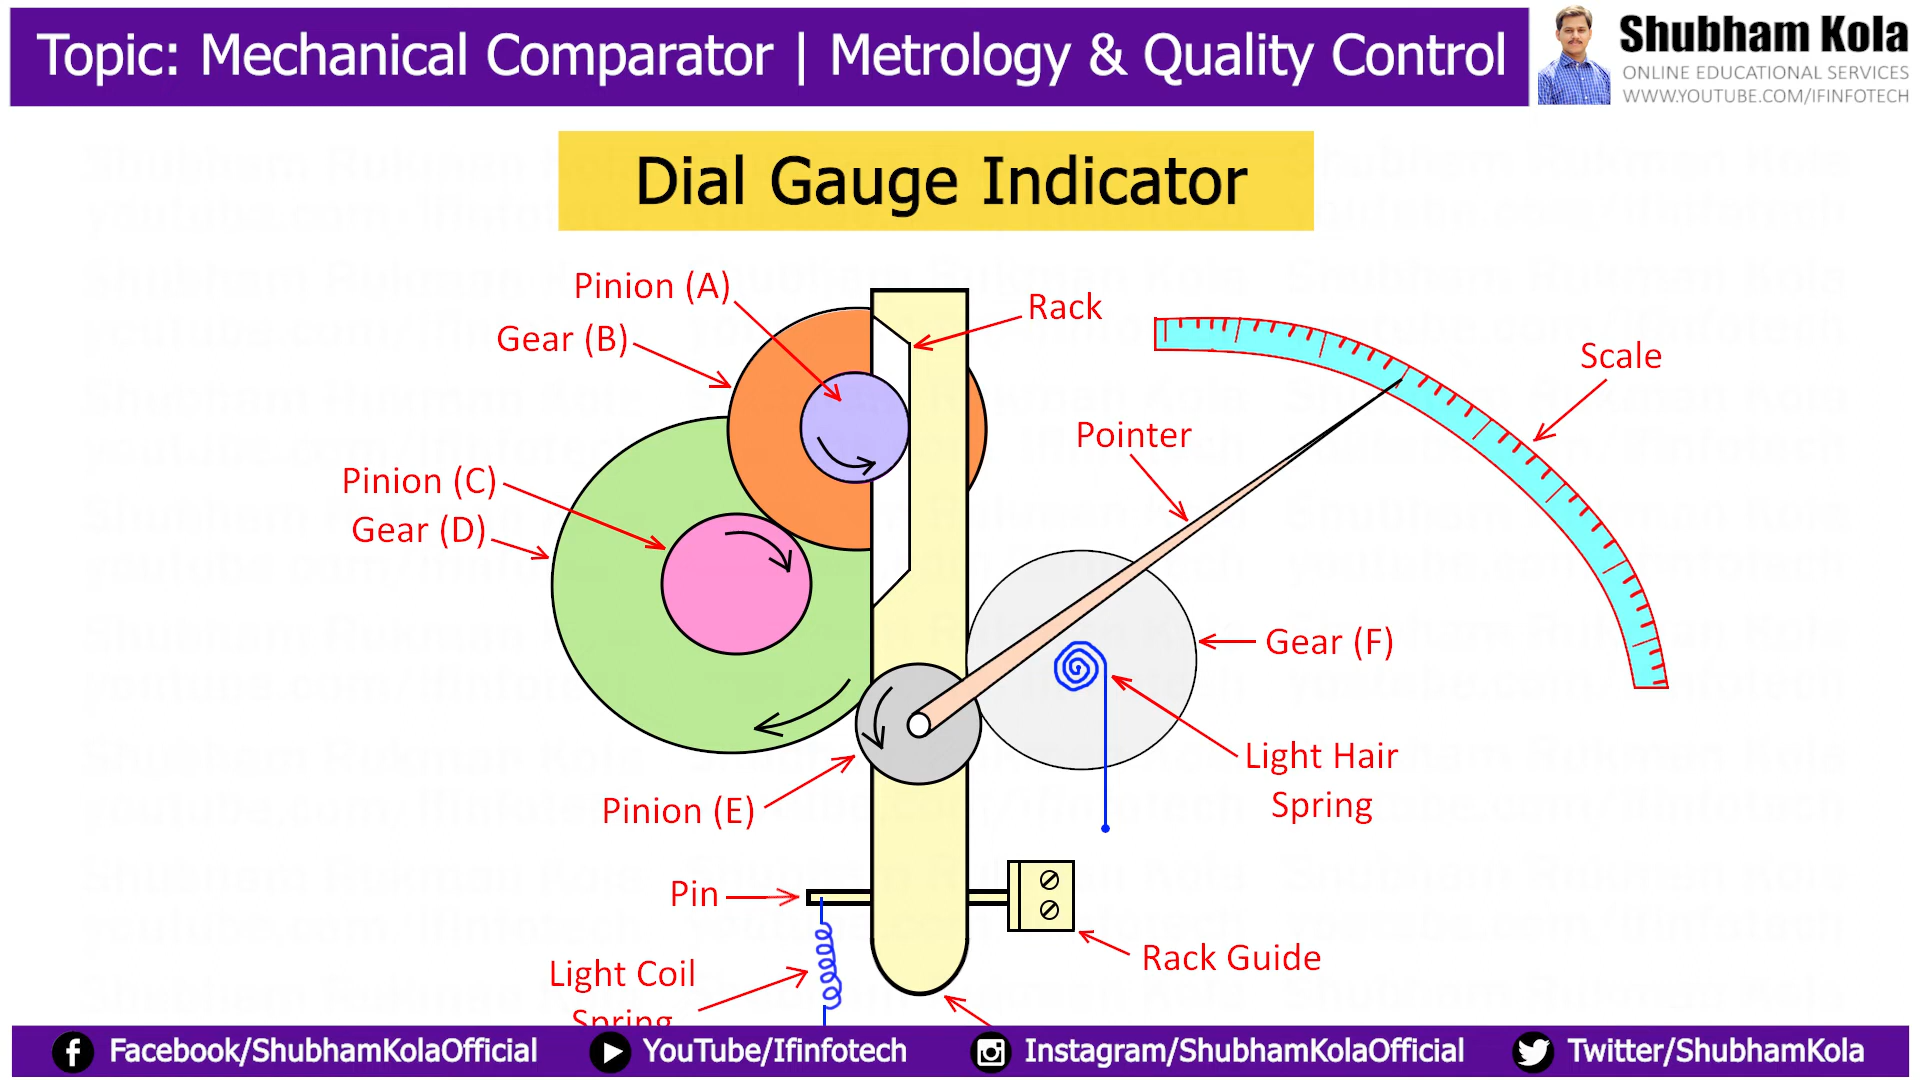 Topic: Mechanical Comparator | Metrology & Quality Control
Shubham Kola
ONLINE EDUCATIONAL SERVICES
WWW.YOUTUBE.COM/IFINFOTECH
Dial Gauge Indicator
Pinion (A)
Rack
Gear (B)
Scale
Pointer
Pinion (C)
Gear (D)
Gear (F)
Light Hair
Spring
Pinion (E)
Pin
Rack Guide
Light Coil
Spring
Facebook/ShubhamKolaOfficial
YouTube/Ifinfotech
Instagram/ShubhamKolaOfficial
Twitter/ShubhamKola